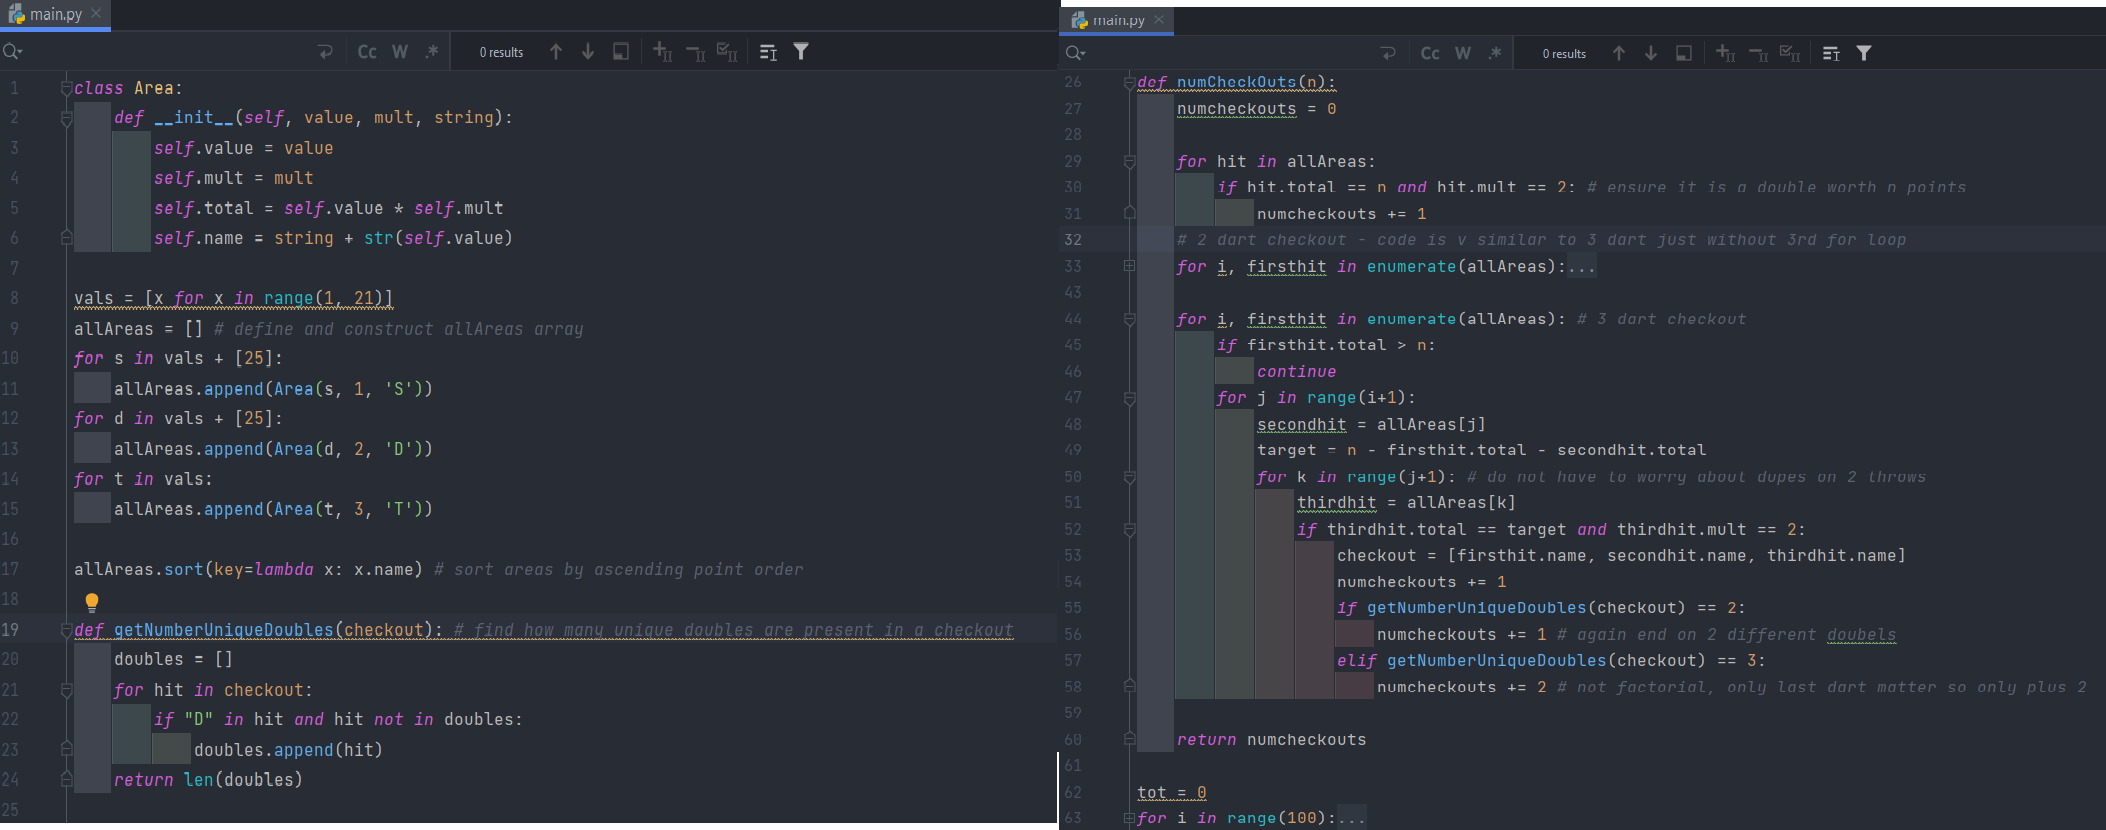 main.py
Cc W .*
0 results
1 class Area:
2 def __init__(self, value, mult, string):
3 self.value = value
4 self.mult = mult
5 self.total = self.value * self.mult
6 self.name = string + str(self.value)
7
8 vals = [x for x in range(1, 21)]
9 allAreas = [] # define and construct allAreas array
10 for s in vals + [25]:
11 allAreas.append(Area(s, 1, 'S'))
12 for d in vals + [25]:
13 allAreas.append(Area(d, 2, 'D'))
14 for t in vals:
15 allAreas.append(Area(t, 3, 'T'))
16
17 allAreas.sort(key=lambda x: x.name) # sort areas by ascending point order
18
19 def getNumberUniqueDoubles(checkout): # find how many unique doubles are present in a checkout
20 doubles = []
21 for hit in checkout:
22 if "D" in hit and hit not in doubles:
23 doubles.append(hit)
24 return len(doubles)
25
main.py
Cc W .*
0 results
26 def numCheckOuts(n):
27 numcheckouts = 0
28
29 for hit in allAreas:
30 if hit.total == n and hit.mult == 2: # ensure it is a double worth n points
31 numcheckouts += 1
32 # 2 dart checkout - code is v similar to 3 dart just without 3rd for loop
33 for i, firsthit in enumerate(allAreas):...
43
44 for i, firsthit in enumerate(allAreas): # 3 dart checkout
45 if firsthit.total > n:
46 continue
47 for j in range(i+1):
48 secondhit = allAreas[j]
49 target = n - firsthit.total - secondhit.total
50 for k in range(j+1): # do not have to worry about dupes on 2 throws
51 thirdhit = allAreas[k]
52 if thirdhit.total == target and thirdhit.mult == 2:
53 checkout = [firsthit.name, secondhit.name, thirdhit.name]
54 numcheckouts += 1
55 if getNumberUniqueDoubles(checkout) == 2:
56 numcheckouts += 1 # again end on 2 different doubels
57 elif getNumberUniqueDoubles(checkout) == 3:
58 numcheckouts += 2 # not factorial, only last dart matter so only plus 2
59
60 return numcheckouts
61
62 tot = 0
63 for i in range(100):...